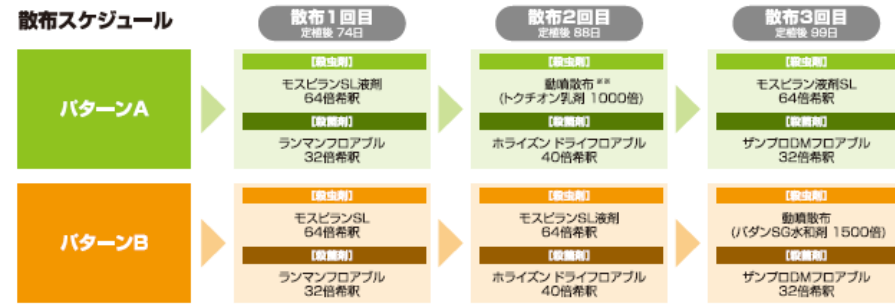 散布スケジュール
散布1回目
定植後 74日
散布2回目
定植後 88日
散布3回目
定植後 99日
パターンA
【殺虫剤】
モスピランSL液剤
64倍希釈
【殺菌剤】
ランマンフロアブル
32倍希釈
【殺虫剤】
動噴散布※※
(トクチオン乳剤 1000倍)
【殺菌剤】
ホライズン ドライフロアブル
40倍希釈
【殺虫剤】
モスピラン液剤SL
64倍希釈
【殺菌剤】
ザンプロDMフロアブル
32倍希釈
パターンB
【殺虫剤】
モスピランSL
64倍希釈
【殺菌剤】
ランマンフロアブル
32倍希釈
【殺虫剤】
モスピランSL液剤
64倍希釈
【殺菌剤】
ホライズン ドライフロアブル
40倍希釈
【殺虫剤】
動噴散布
(パダンSG水和剤 1500倍)
【殺菌剤】
ザンプロDMフロアブル
32倍希釈